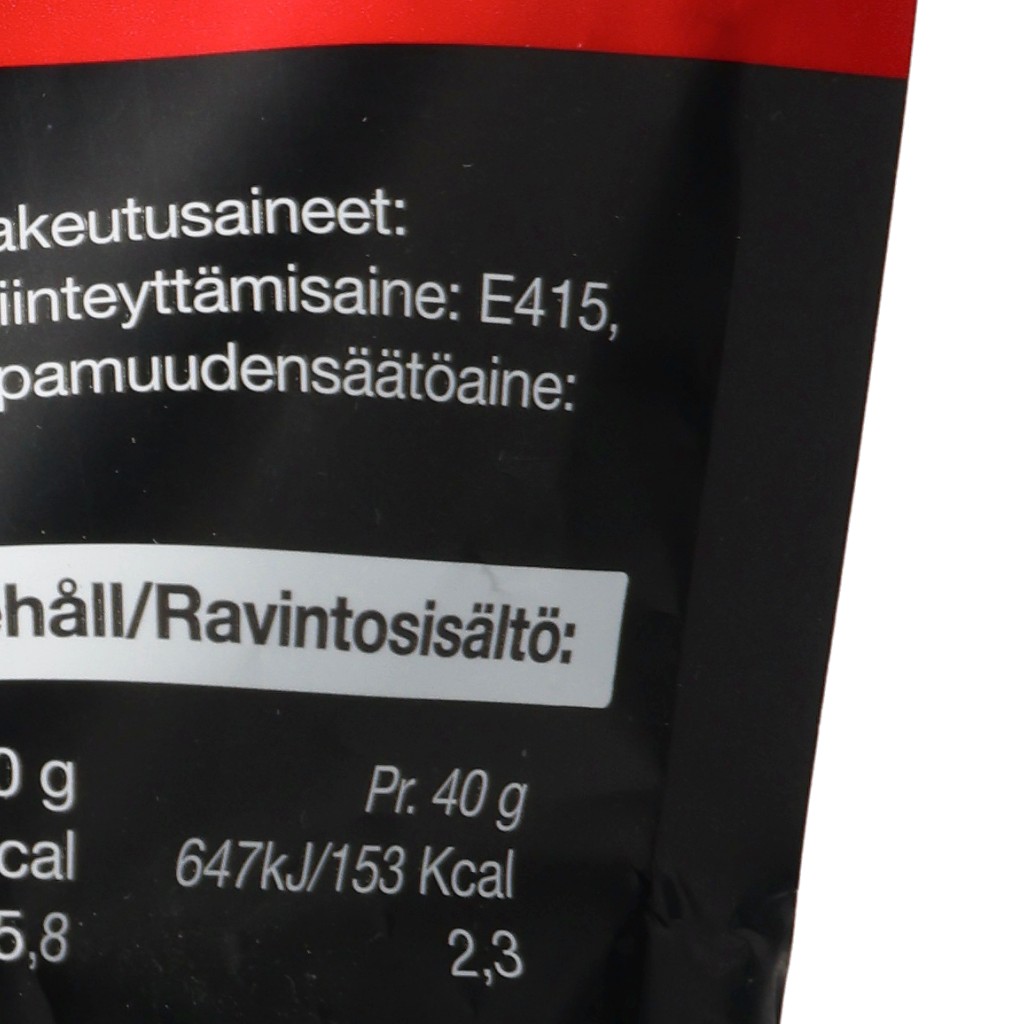 akeutusaineet:
iinteyttämisaine: E415,
pamuudensäätöaine:
ehåll/Ravintosisältö:
0 g Pr. 40 g
cal 647kJ/153 Kcal
5,8 2,3